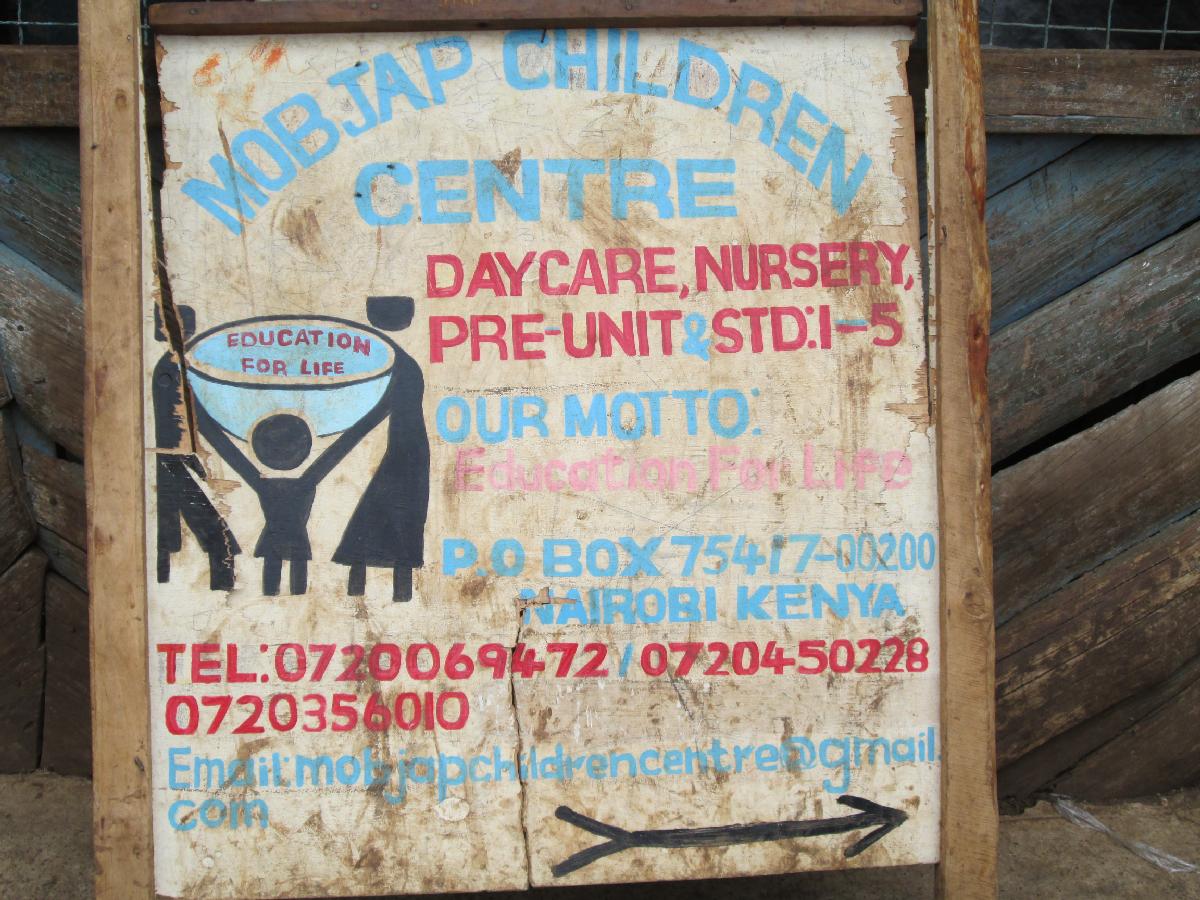 MOBJAP CHILDREN
CENTRE
DAYCARE, NURSERY,
PRE-UNIT & STD: 1-5
EDUCATION
FOR LIFE
OUR MOTTO:
Education For Life
P.O BOX 75417-00200
NAIROBI KENYA
TEL: 0720069472 / 0720450228
0720356010
Email: mobjapchildrencentre@gmail.
com